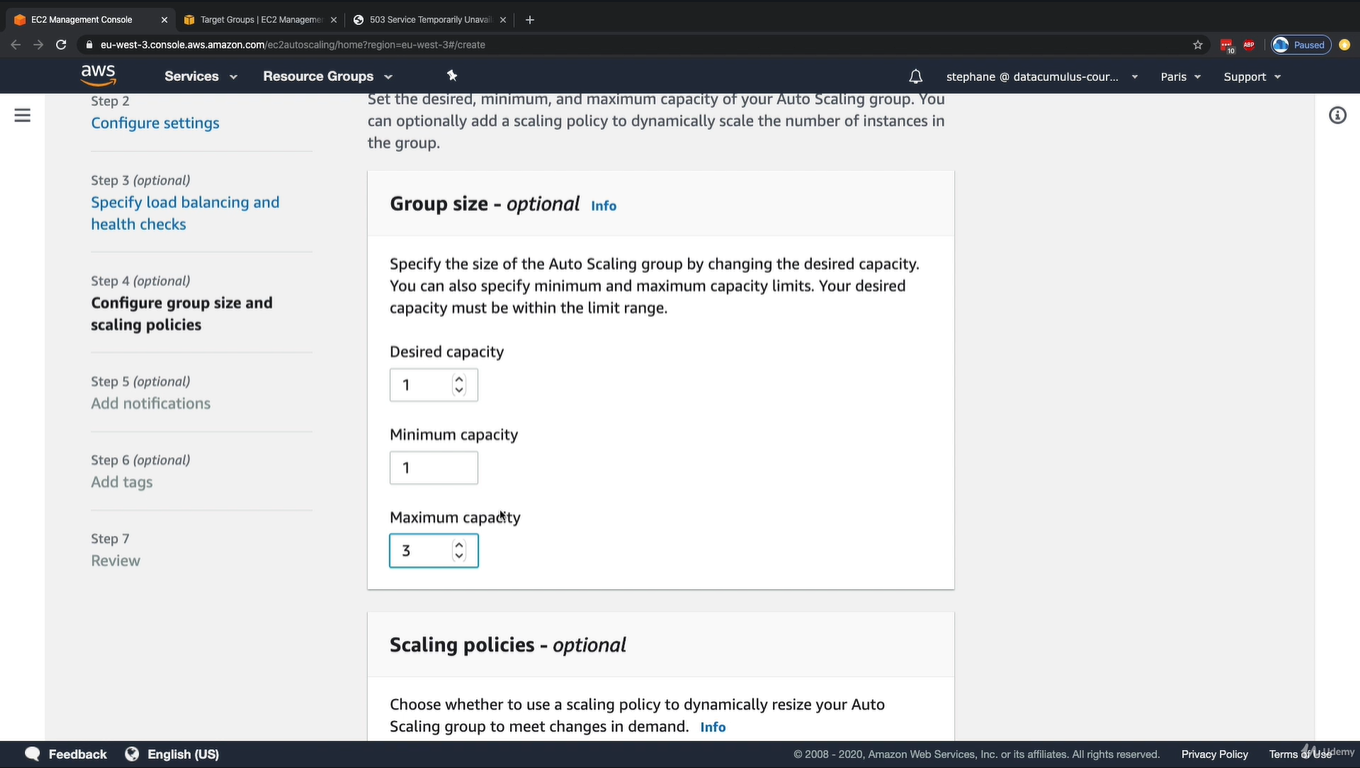 EC2 Management Console
Target Groups | EC2 Manageme
503 Service Temporarily Unavai
eu-west-3.console.aws.amazon.com/ec2autoscaling/home?region=eu-west-3#/create
10
ABP
Paused
aws
Services
Resource Groups
stephane @ datacumulus-cour...
Paris
Support
Step 2
Configure settings
Step 3 (optional)
Specify load balancing and
health checks
Step 4 (optional)
Configure group size and
scaling policies
Step 5 (optional)
Add notifications
Step 6 (optional)
Add tags
Step 7
Review
Set the desired, minimum, and maximum capacity of your Auto Scaling group. You
can optionally add a scaling policy to dynamically scale the number of instances in
the group.
Group size - optional Info
Specify the size of the Auto Scaling group by changing the desired capacity.
You can also specify minimum and maximum capacity limits. Your desired
capacity must be within the limit range.
Desired capacity
1
Minimum capacity
1
Maximum capacity
3
Scaling policies - optional
Choose whether to use a scaling policy to dynamically resize your Auto
Scaling group to meet changes in demand. Info
Feedback
English (US)
© 2008 - 2020, Amazon Web Services, Inc. or its affiliates. All rights reserved.
Privacy Policy
Terms of Use
Udemy